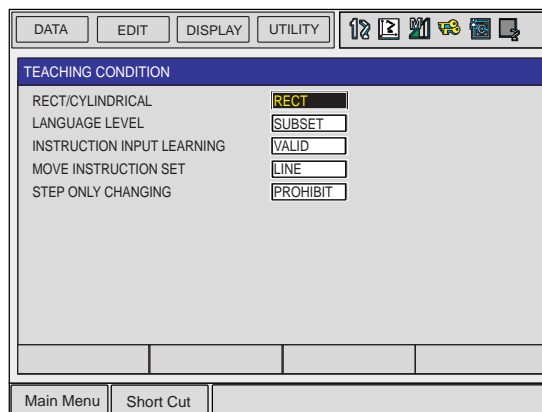 DATA EDIT DISPLAY UTILITY
TEACHING CONDITION
RECT/CYLINDRICAL RECT
LANGUAGE LEVEL SUBSET
INSTRUCTION INPUT LEARNING VALID
MOVE INSTRUCTION SET LINE
STEP ONLY CHANGING PROHIBIT
Main Menu Short Cut